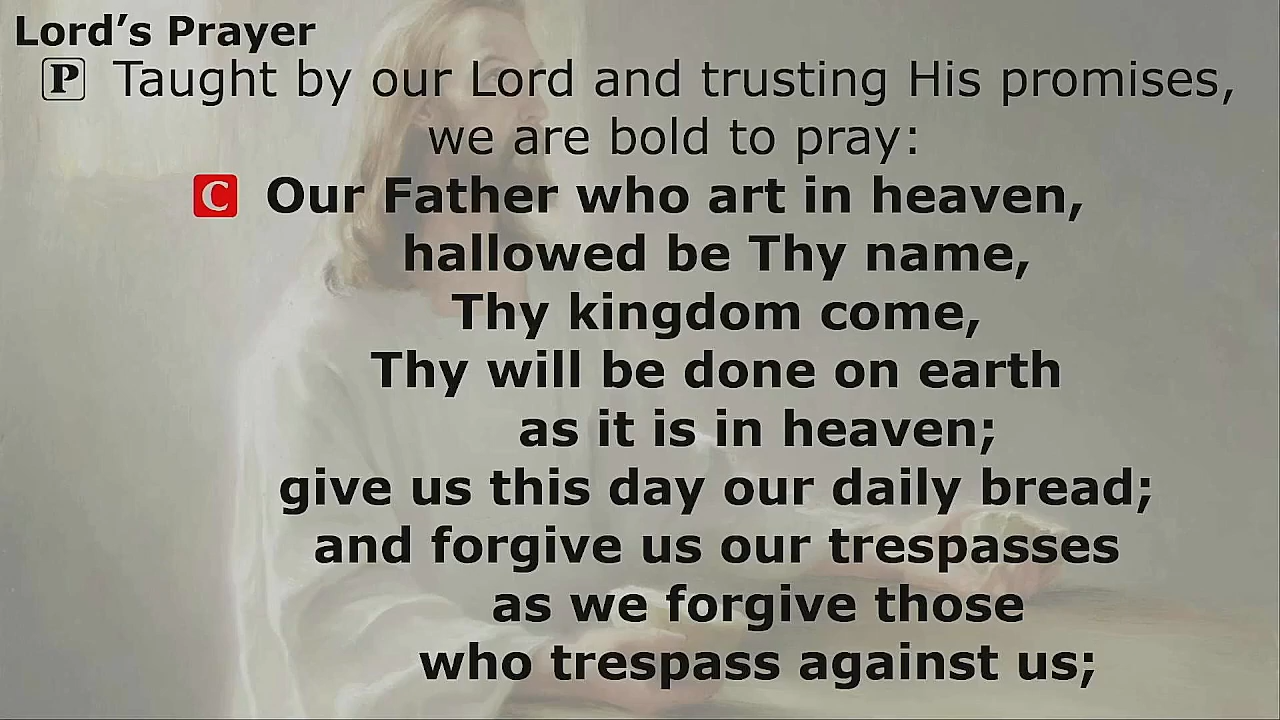 Lord’s Prayer
P Taught by our Lord and trusting His promises,
we are bold to pray:
C Our Father who art in heaven,
hallowed be Thy name,
Thy kingdom come,
Thy will be done on earth
as it is in heaven;
give us this day our daily bread;
and forgive us our trespasses
as we forgive those
who trespass against us;